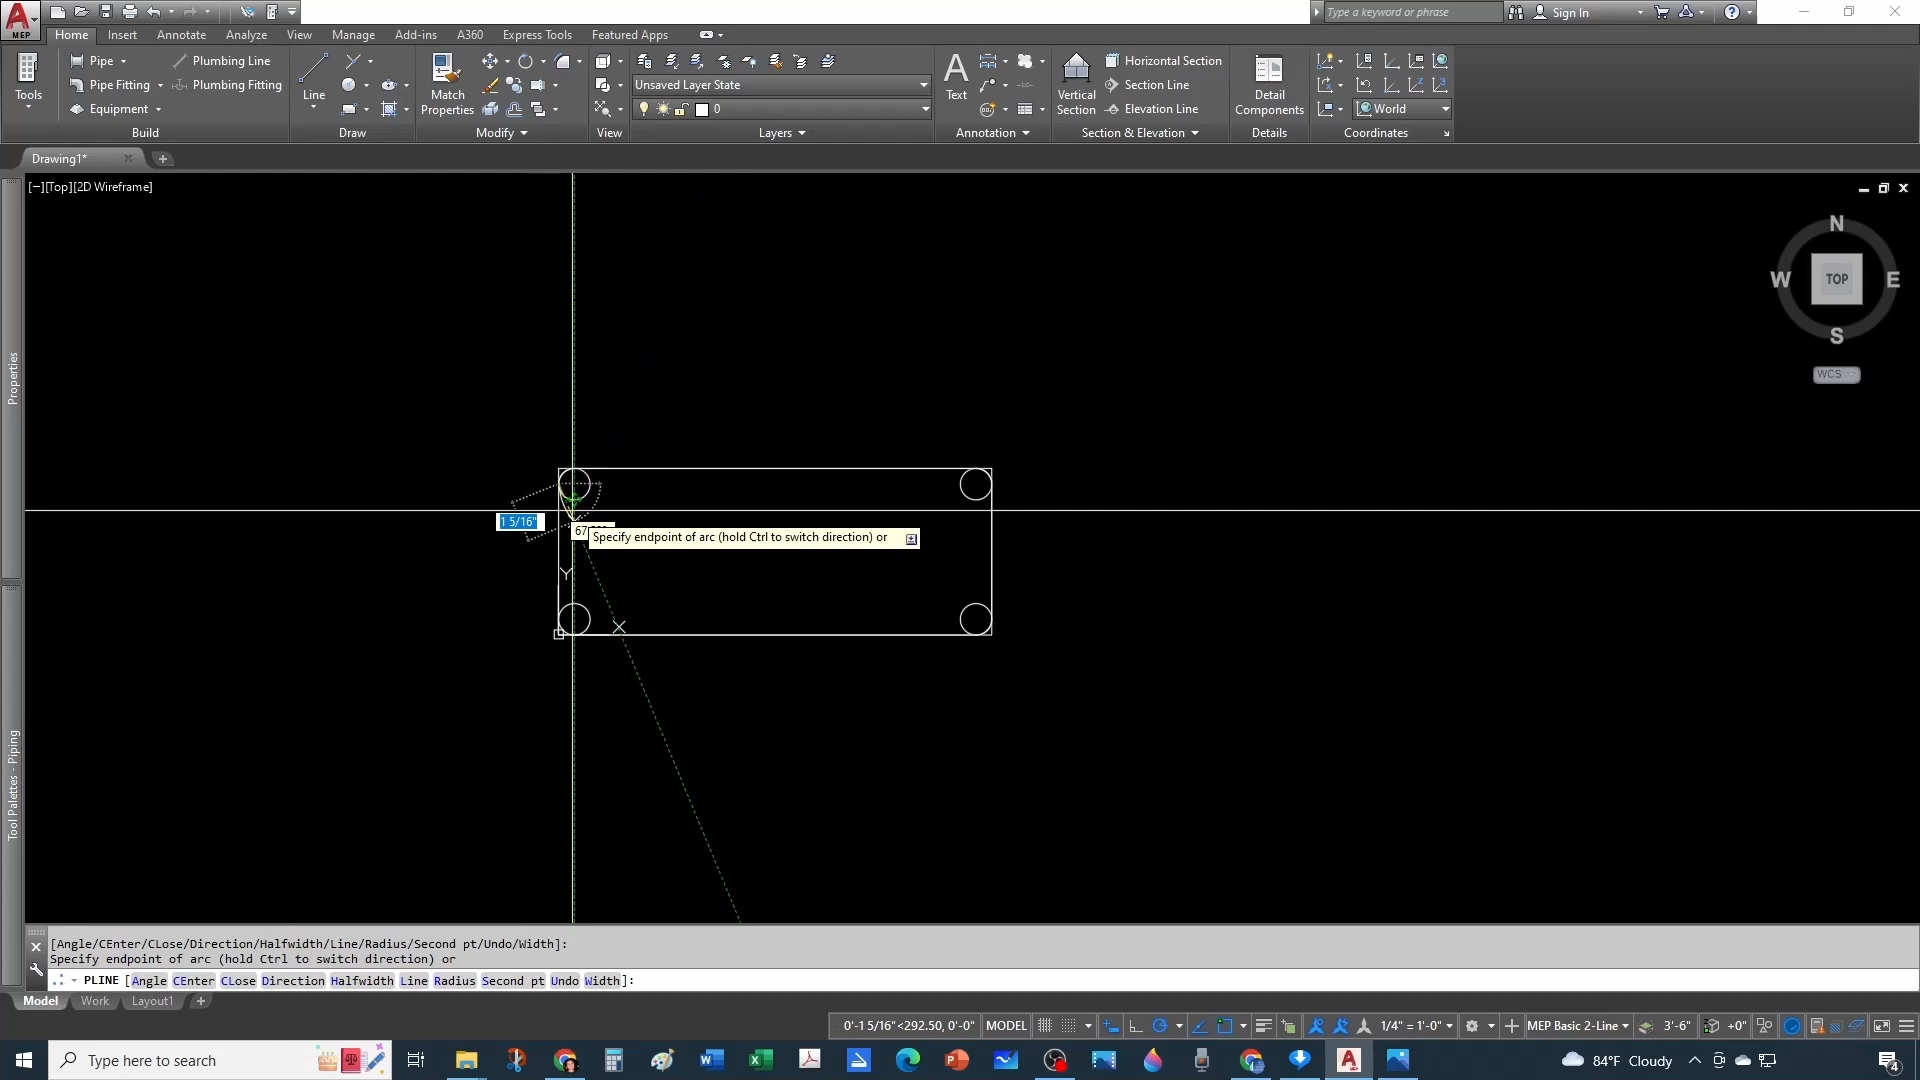 Type a keyword or phrase
Sign In
MEP
Home
Insert
Annotate
Analyze
View
Manage
Add-ins
A360
Express Tools
Featured Apps
Tools
Pipe
Plumbing Line
Pipe Fitting
Plumbing Fitting
Equipment
Build
Line
Draw
Match
Properties
Modify
View
Unsaved Layer State
0
Layers
Text
Annotation
Vertical
Section
Horizontal Section
Section Line
Elevation Line
Section & Elevation
Detail
Components
Details
World
Coordinates
Drawing1*
[−][Top][2D Wireframe]
N
W
TOP
E
S
WCS
Properties
Tool Palettes - Piping
1 5/16"
Specify endpoint of arc (hold Ctrl to switch direction) or
Y
X
[Angle/CEnter/CLose/Direction/Halfwidth/Line/Radius/Second pt/Undo/Width]:
Specify endpoint of arc (hold Ctrl to switch direction) or
PLINE [Angle CEnter CLose Direction Halfwidth Line Radius Second pt Undo Width]:
Model
Work
Layout1
0'-1 5/16"<292.50, 0'-0"
MODEL
1/4" = 1'-0"
MEP Basic 2-Line
3'-6"
+0"
Type here to search
84°F Cloudy
4